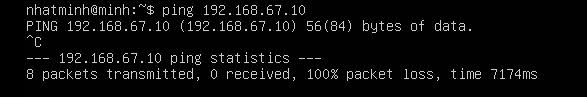 nhatminh@minh:~$ ping 192.168.67.10
PING 192.168.67.10 (192.168.67.10) 56(84) bytes of data.
^C
--- 192.168.67.10 ping statistics ---
8 packets transmitted, 0 received, 100% packet loss, time 7174ms